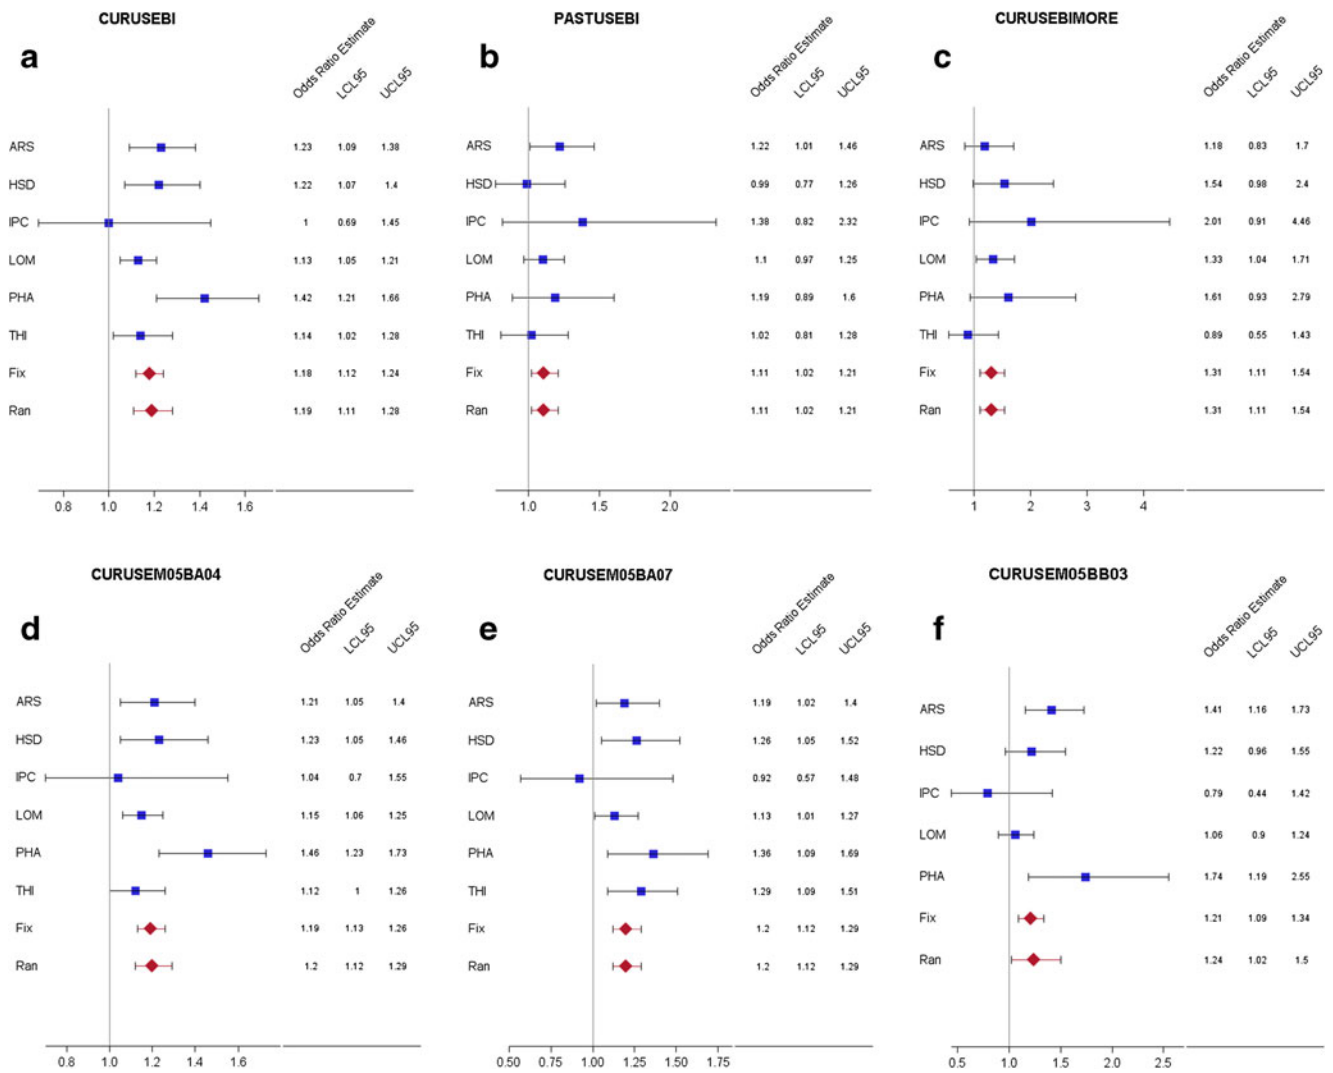 CURUSEBI
a
Odds Ratio Estimate LCL95 UCL95
ARS 1.23 1.09 1.38
HSD 1.22 1.07 1.4
IPC 1 0.69 1.45
LOM 1.13 1.05 1.21
PHA 1.42 1.21 1.66
THI 1.14 1.02 1.28
Fix 1.18 1.12 1.24
Ran 1.19 1.11 1.28
0.8 1.0 1.2 1.4 1.6
PASTUSEBI
b
Odds Ratio Estimate LCL95 UCL95
ARS 1.22 1.01 1.46
HSD 0.99 0.77 1.26
IPC 1.38 0.82 2.32
LOM 1.1 0.97 1.25
PHA 1.19 0.89 1.6
THI 1.02 0.81 1.28
Fix 1.11 1.02 1.21
Ran 1.11 1.02 1.21
1.0 1.5 2.0
CURUSEBIMORE
c
Odds Ratio Estimate LCL95 UCL95
ARS 1.18 0.83 1.7
HSD 1.54 0.98 2.4
IPC 2.01 0.91 4.46
LOM 1.33 1.04 1.71
PHA 1.61 0.93 2.79
THI 0.89 0.55 1.43
Fix 1.31 1.11 1.54
Ran 1.31 1.11 1.54
1 2 3 4
CURUSEM05BA04
d
Odds Ratio Estimate LCL95 UCL95
ARS 1.21 1.05 1.4
HSD 1.23 1.05 1.46
IPC 1.04 0.7 1.55
LOM 1.15 1.06 1.25
PHA 1.46 1.23 1.73
THI 1.12 1 1.26
Fix 1.19 1.13 1.26
Ran 1.2 1.12 1.29
0.8 1.0 1.2 1.4 1.6
CURUSEM05BA07
e
Odds Ratio Estimate LCL95 UCL95
ARS 1.19 1.02 1.4
HSD 1.26 1.05 1.52
IPC 0.92 0.57 1.48
LOM 1.13 1.01 1.27
PHA 1.36 1.09 1.69
THI 1.29 1.09 1.51
Fix 1.2 1.12 1.29
Ran 1.2 1.12 1.29
0.50 0.75 1.00 1.25 1.50 1.75
CURUSEM05BB03
f
Odds Ratio Estimate LCL95 UCL95
ARS 1.41 1.16 1.73
HSD 1.22 0.96 1.55
IPC 0.79 0.44 1.42
LOM 1.06 0.9 1.24
PHA 1.74 1.19 2.55
Fix 1.21 1.09 1.34
Ran 1.24 1.02 1.5
0.5 1.0 1.5 2.0 2.5